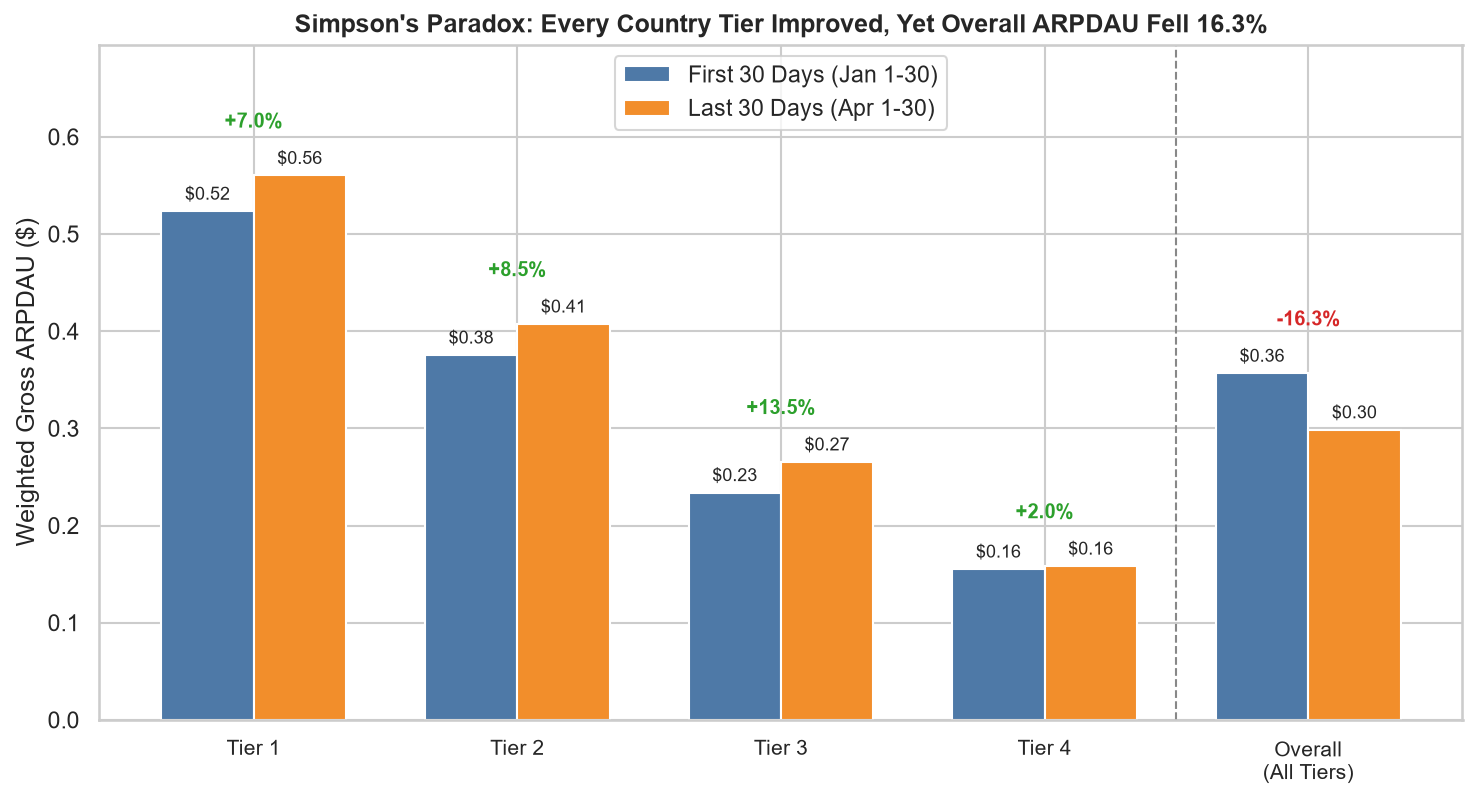 Simpson's Paradox: Every Country Tier Improved, Yet Overall ARPDAU Fell 16.3%
First 30 Days (Jan 1-30)
Last 30 Days (Apr 1-30)
Weighted Gross ARPDAU ($)
0.6
0.5
0.4
0.3
0.2
0.1
0.0
+7.0%
$0.52
$0.56
+8.5%
$0.38
$0.41
+13.5%
$0.23
$0.27
+2.0%
$0.16
$0.16
-16.3%
$0.36
$0.30
Tier 1
Tier 2
Tier 3
Tier 4
Overall
(All Tiers)